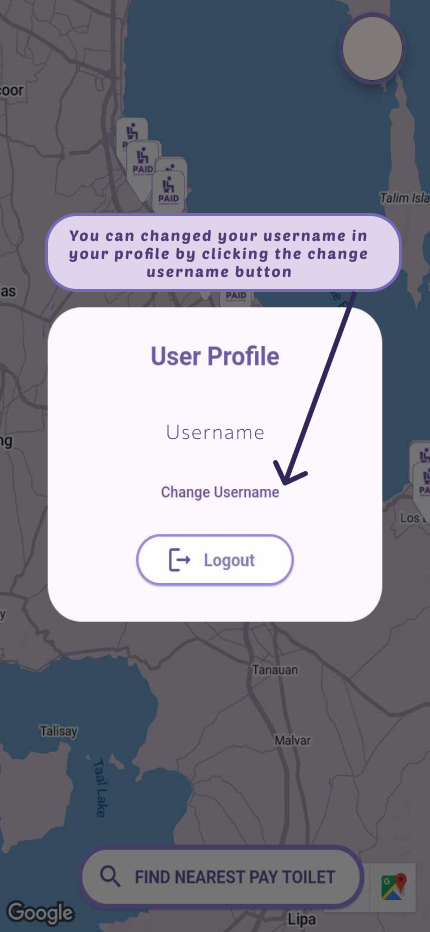 coor
P
PAID
PAID
Talim Isla
You can changed your username in
your profile by clicking the change
username button
as
PAID
User Profile
Username
ng
Change Username
Los
Logout
y
Tanauan
Talisay
Malvar
Taal Lake
FIND NEAREST PAY TOILET
Google
Lipa